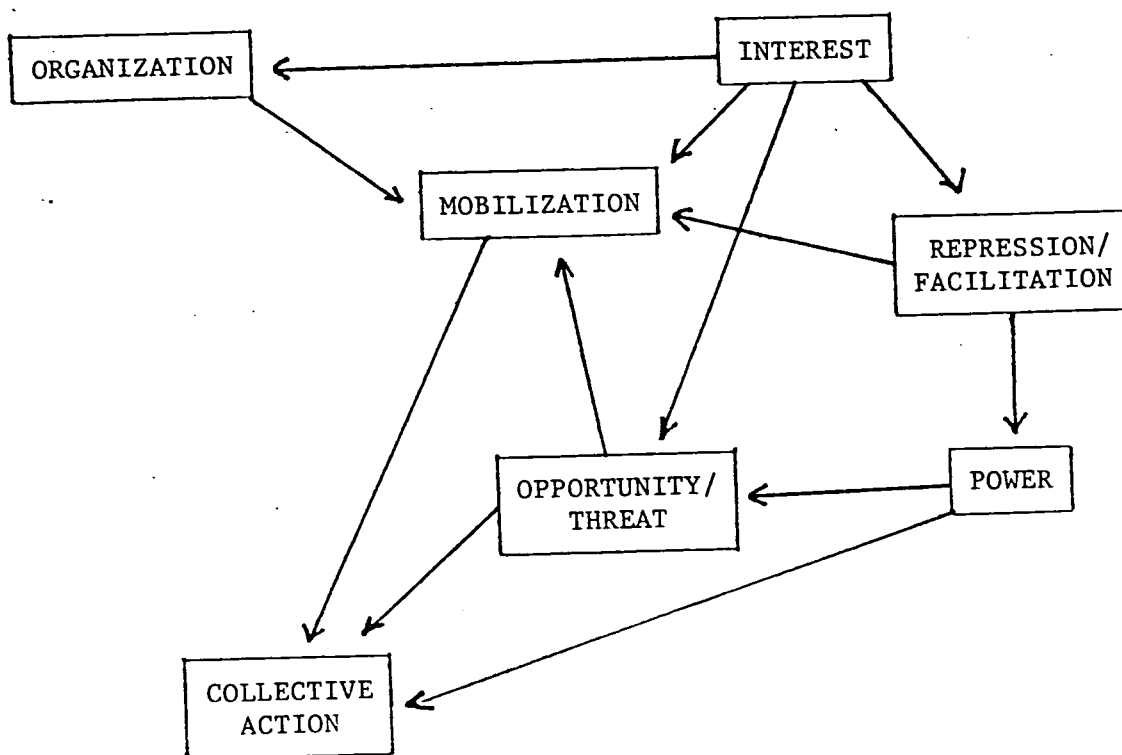 INTEREST
ORGANIZATION
MOBILIZATION
REPRESSION/
FACILITATION
OPPORTUNITY/
THREAT
POWER
COLLECTIVE
ACTION